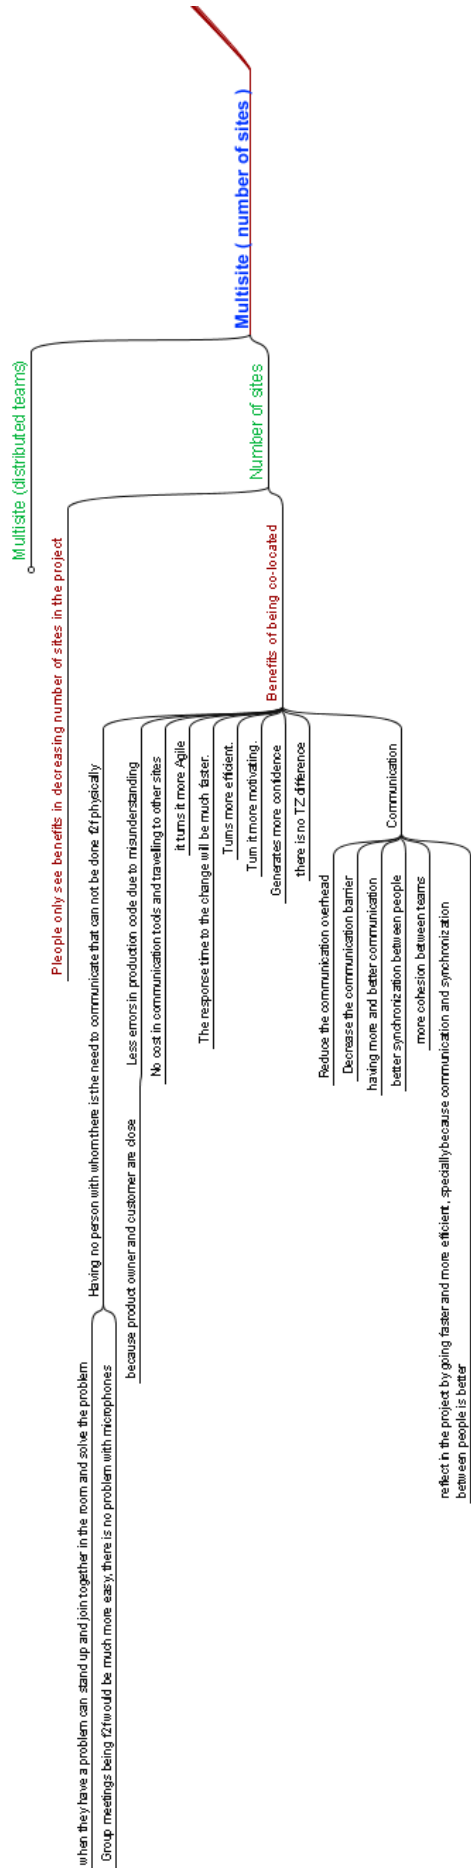 Multisite ( number of sites )
Multisite (distributed teams)
Number of sites
Pleople only see benefits in decreasing number of sites in the project
Benefits of being co-located
Having no person with whom there is the need to communicate that can not be done f2f physically
when they have a problem can stand up and join together in the room and solve the problem
Group meetings being f2f would be much more easy, there is no problem with microphones
Less errors in production code due to misunderstanding
because product owner and customer are close
No cost in communication tools and travelling to other sites
it turns it more Agile
The response time to the change will be much faster.
Turns more efficient.
Turn it more motivating.
Generates more confidence
there is no TZ difference
Communication
Reduce the communication overhead
Decrease the communication barrier
having more and better communication
better synchronization between people
more cohesion between teams
reflect in the project by going faster and more efficient, specially because communication and synchronization
between people is better